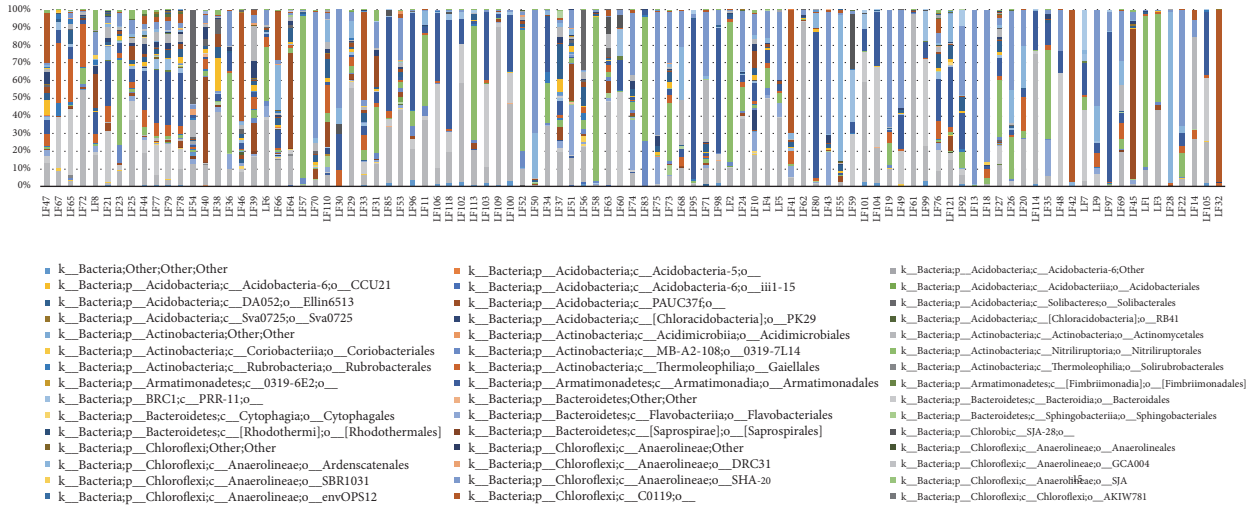 100%
90%
80%
70%
60%
50%
40%
30%
20%
10%
0%
LF47 LF67 LF65 LF72 LF8 LF21 LF23 LF25 LF44 LF77 LF79 LF78 LF54 LF40 LF38 LF36 LF46 LF39 LF6 LF66 LF64 LF57 LF70 LF110 LF30 LF29 LF33 LF31 LF85 LF53 LF96 LF11 LF106 LF118 LF102 LF113 LF103 LF109 LF100 LF52 LF50 LF34 LF37 LF51 LF56 LF58 LF63 LF60 LF74 LF83 LF75 LF73 LF68 LF95 LF71 LF98 LF2 LF24 LF10 LF4 LF5 LF41 LF62 LF80 LF43 LF55 LF59 LF101 LF104 LF19 LF49 LF61 LF99 LF76 LF121 LF92 LF13 LF18 LF27 LF26 LF20 LF114 LF35 LF48 LF42 LF7 LF9 LF97 LF69 LF45 LF1 LF3 LF28 LF22 LF14 LF105 LF32
k__Bacteria;Other;Other;Other
k__Bacteria;p__Acidobacteria;c__Acidobacteria-6;o__CCU21
k__Bacteria;p__Acidobacteria;c__DA052;o__Ellin6513
k__Bacteria;p__Acidobacteria;c__Sva0725;o__Sva0725
k__Bacteria;p__Actinobacteria;Other;Other
k__Bacteria;p__Actinobacteria;c__Coriobacteriia;o__Coriobacteriales
k__Bacteria;p__Actinobacteria;c__Rubrobacteria;o__Rubrobacterales
k__Bacteria;p__Armatimonadetes;c__0319-6E2;o__
k__Bacteria;p__BRC1;c__PRR-11;o__
k__Bacteria;p__Bacteroidetes;c__Cytophagia;o__Cytophagales
k__Bacteria;p__Bacteroidetes;c__[Rhodothermi];o__[Rhodothermales]
k__Bacteria;p__Chloroflexi;Other;Other
k__Bacteria;p__Chloroflexi;c__Anaerolineae;o__Ardenscatenales
k__Bacteria;p__Chloroflexi;c__Anaerolineae;o__SBR1031
k__Bacteria;p__Chloroflexi;c__Anaerolineae;o__envOPS12
k__Bacteria;p__Acidobacteria;c__Acidobacteria-5;o__
k__Bacteria;p__Acidobacteria;c__Acidobacteria-6;o__iii1-15
k__Bacteria;p__Acidobacteria;c__PAUC37f;o__
k__Bacteria;p__Acidobacteria;c__[Chloracidobacteria];o__PK29
k__Bacteria;p__Actinobacteria;c__Acidimicrobiia;o__Acidimicrobiales
k__Bacteria;p__Actinobacteria;c__MB-A2-108;o__0319-7L14
k__Bacteria;p__Actinobacteria;c__Thermoleophilia;o__Gaiellales
k__Bacteria;p__Armatimonadetes;c__Armatimonadia;o__Armatimonadales
k__Bacteria;p__Bacteroidetes;Other;Other
k__Bacteria;p__Bacteroidetes;c__Flavobacteriia;o__Flavobacteriales
k__Bacteria;p__Bacteroidetes;c__[Saprospirae];o__[Saprospirales]
k__Bacteria;p__Chloroflexi;c__Anaerolineae;Other
k__Bacteria;p__Chloroflexi;c__Anaerolineae;o__DRC31
k__Bacteria;p__Chloroflexi;c__Anaerolineae;o__SHA-20
k__Bacteria;p__Chloroflexi;c__C0119;o__
k__Bacteria;p__Acidobacteria;c__Acidobacteria-6;Other
k__Bacteria;p__Acidobacteria;c__Acidobacteriia;o__Acidobacteriales
k__Bacteria;p__Acidobacteria;c__Solibacteres;o__Solibacterales
k__Bacteria;p__Acidobacteria;c__[Chloracidobacteria];o__RB41
k__Bacteria;p__Actinobacteria;c__Actinobacteria;o__Actinomycetales
k__Bacteria;p__Actinobacteria;c__Nitriliruptoria;o__Nitriliruptorales
k__Bacteria;p__Actinobacteria;c__Thermoleophilia;o__Solirubrobacterales
k__Bacteria;p__Armatimonadetes;c__[Fimbriimonadia];o__[Fimbriimonadales]
k__Bacteria;p__Bacteroidetes;c__Bacteroidia;o__Bacteroidales
k__Bacteria;p__Bacteroidetes;c__Sphingobacteriia;o__Sphingobacteriales
k__Bacteria;p__Chlorobi;c__SJA-28;o__
k__Bacteria;p__Chloroflexi;c__Anaerolineae;o__Anaerolineales
k__Bacteria;p__Chloroflexi;c__Anaerolineae;o__GCA004
k__Bacteria;p__Chloroflexi;c__Anaerolineae;o__SJA
-15
k__Bacteria;p__Chloroflexi;c__Chloroflexi;o__AKIW781